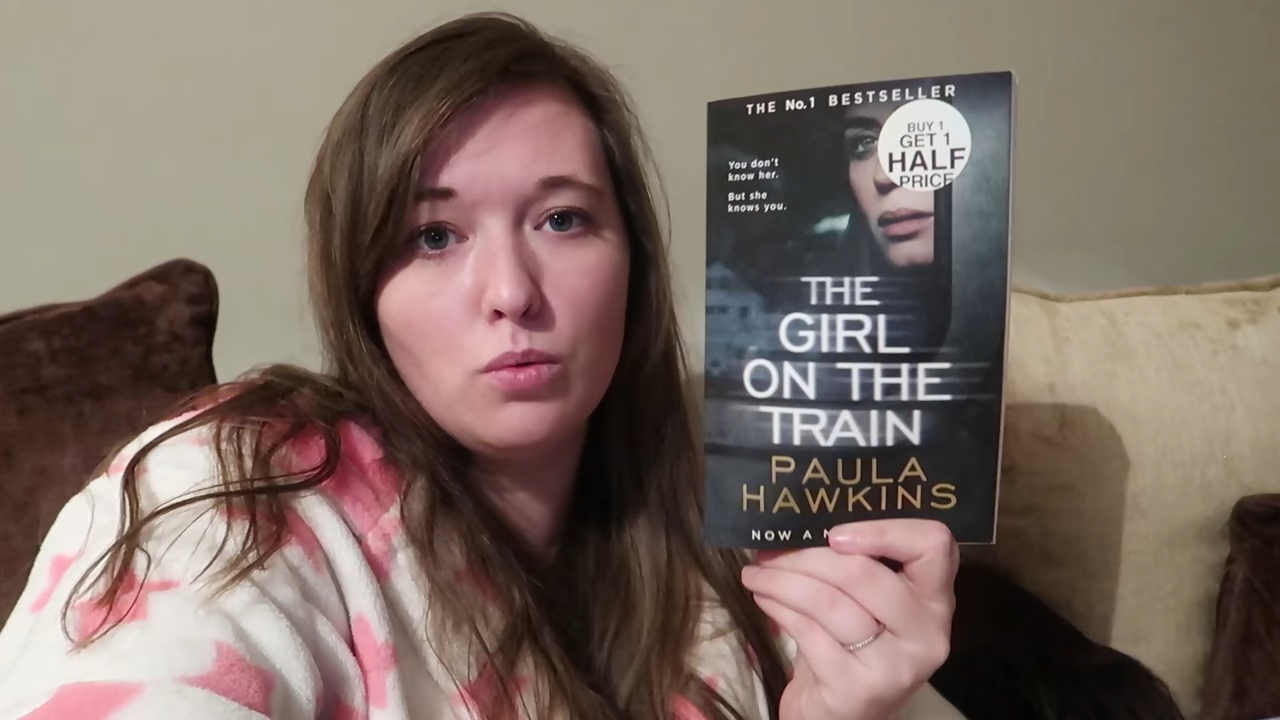 THE No.1 BESTSELLER
BUY 1
GET 1
HALF
PRICE
You don't
know her.
But she
knows you.
THE
GIRL
ON THE
TRAIN
PAULA
HAWKINS
NOW A